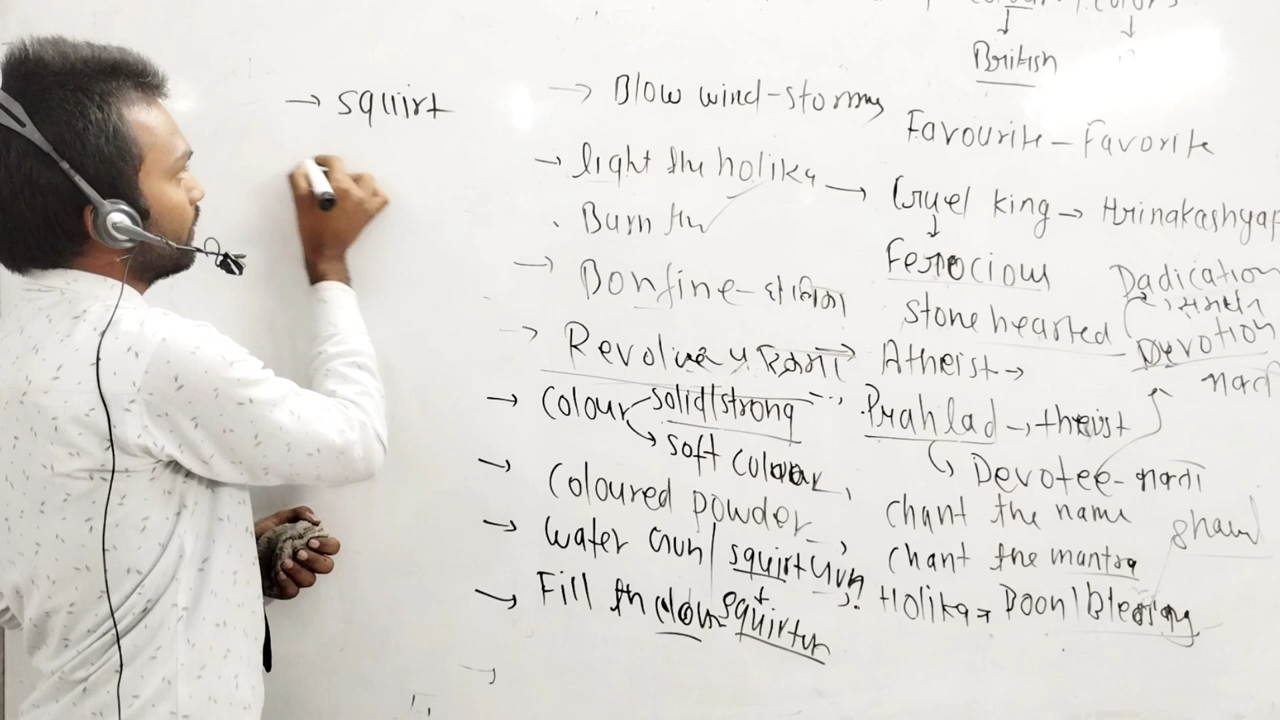 → squirt
→ Blow wind-stormy
→ light the holika →
. Burn the
→ Bonfine-
→ Revolve
→ Colour solid/strong
→ soft colour,
→ Coloured powder,
→ water Gun/squirt Gun,
→ Fill the squirter
British
Favourite - Favorite
Cruel king → Hrinakashyap
Ferocious
stone hearted
Atheist →
Prahlad → theist
Devotee-
chant the name
chant the mantra
Holika → Boon/Blessing
Dadication
Devotion